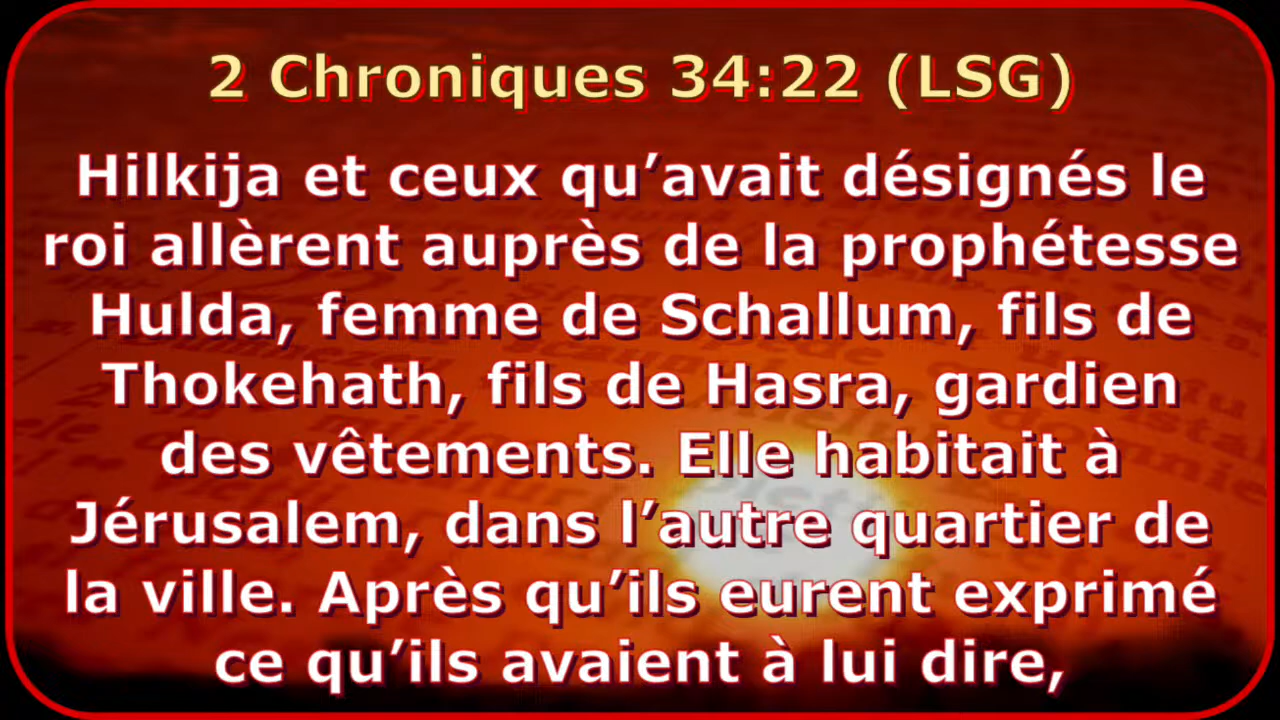 2 Chroniques 34:22 (LSG)
Hilkija et ceux qu’avait désignés le
roi allèrent auprès de la prophétesse
Hulda, femme de Schallum, fils de
Thokehath, fils de Hasra, gardien
des vêtements. Elle habitait à
Jérusalem, dans l’autre quartier de
la ville. Après qu’ils eurent exprimé
ce qu’ils avaient à lui dire,